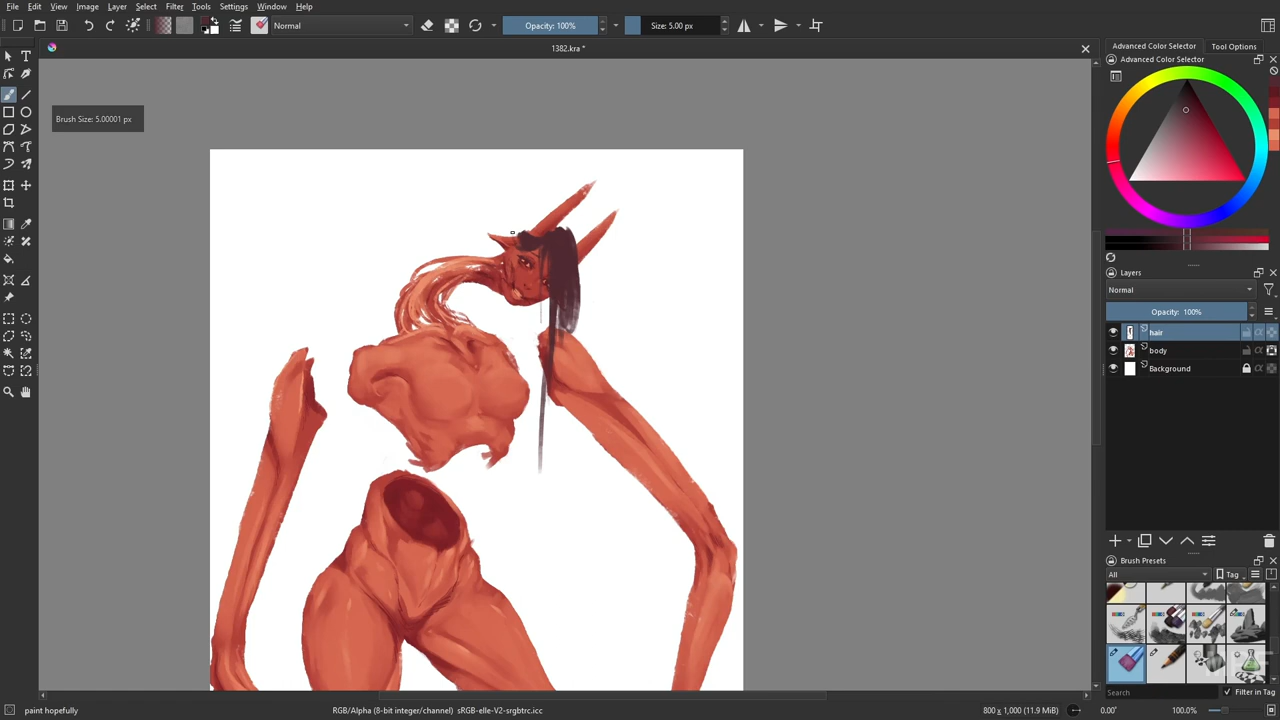 File Edit View Image Layer Select Filter Tools Settings Window Help
Normal Opacity: 100% Size: 5.00 px
1382.kra *
Advanced Color Selector Tool Options
Advanced Color Selector
Brush Size: 5.00001 px
Layers
Normal
Opacity: 100%
hair
body
Background
Brush Presets
All Tag
Search Filter in Tag
paint hopefully RGB/Alpha (8-bit integer/channel) sRGB-elle-V2-srgbtrc.icc 800 x 1,000 (11.9 MiB) 0.00° 100.0%